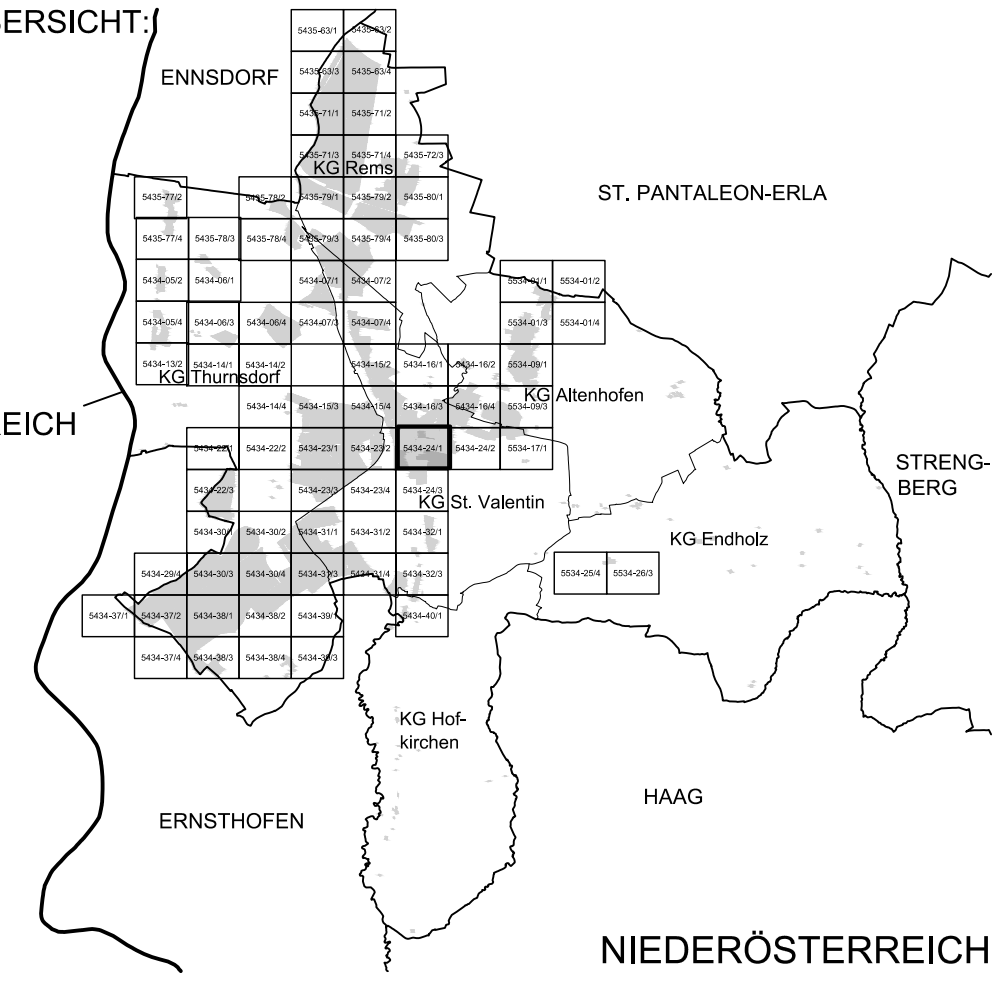 BERSICHT:
ENNSDORF
5435-63/1 5435-63/2
5435-63/3 5435-63/4
5435-71/1 5435-71/2
5435-71/3 5435-71/4 5435-72/3
KG Rems
ST. PANTALEON-ERLA
5435-77/2 5435-78/2 5435-79/1 5435-79/2 5435-80/1
5435-77/4 5435-78/3 5435-78/4 5435-79/3 5435-79/4 5435-80/3
5434-05/2 5434-06/1 5434-07/1 5434-07/2 5534-01/1 5534-01/2
5434-05/4 5434-06/3 5434-06/4 5434-07/3 5434-07/4 5534-01/3 5534-01/4
5434-13/2 5434-14/1 5434-14/2 5434-15/2 5434-16/1 5434-16/2 5534-09/1
KG Thurnsdorf
KG Altenhofen
5434-14/4 5434-15/3 5434-15/4 5434-16/3 5434-16/4 5534-09/3
EICH
5434-22/1 5434-22/2 5434-23/1 5434-23/2 5434-24/1 5434-24/2 5534-17/1
STRENG-
BERG
5434-22/3 5434-23/3 5434-23/4 5434-24/3
KG St. Valentin
5434-30/1 5434-30/2 5434-31/1 5434-31/2 5434-32/1
KG Endholz
5434-29/4 5434-30/3 5434-30/4 5434-31/3 5434-31/4 5434-32/3 5534-25/4 5534-26/3
5434-37/1 5434-37/2 5434-38/1 5434-38/2 5434-39/1 5434-40/1
5434-37/4 5434-38/3 5434-38/4 5434-39/3
KG Hof-
kirchen
HAAG
ERNSTHOFEN
NIEDERÖSTERREICH